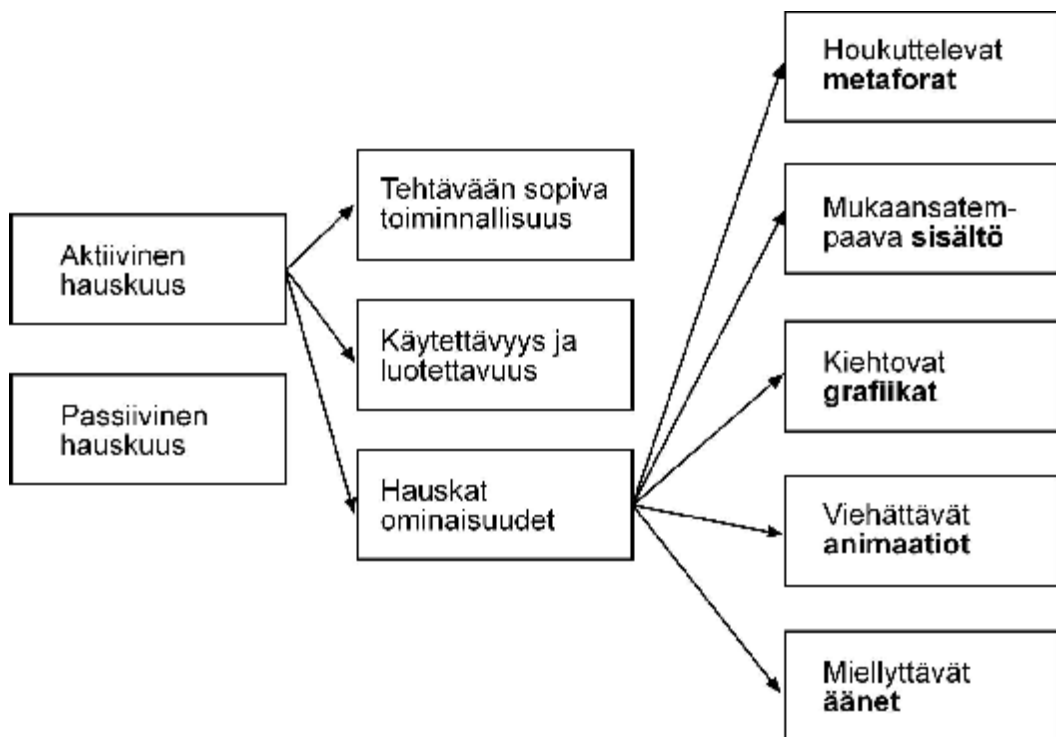 Aktiivinen
hauskuus
Passiivinen
hauskuus
Tehtävään sopiva
toiminnallisuus
Käytettävyys ja
luotettavuus
Hauskat
ominaisuudet
Houkuttelevat
metaforat
Mukaansatem-
paava sisältö
Kiehtovat
grafiikat
Viehättävät
animaatiot
Miellyttävät
äänet